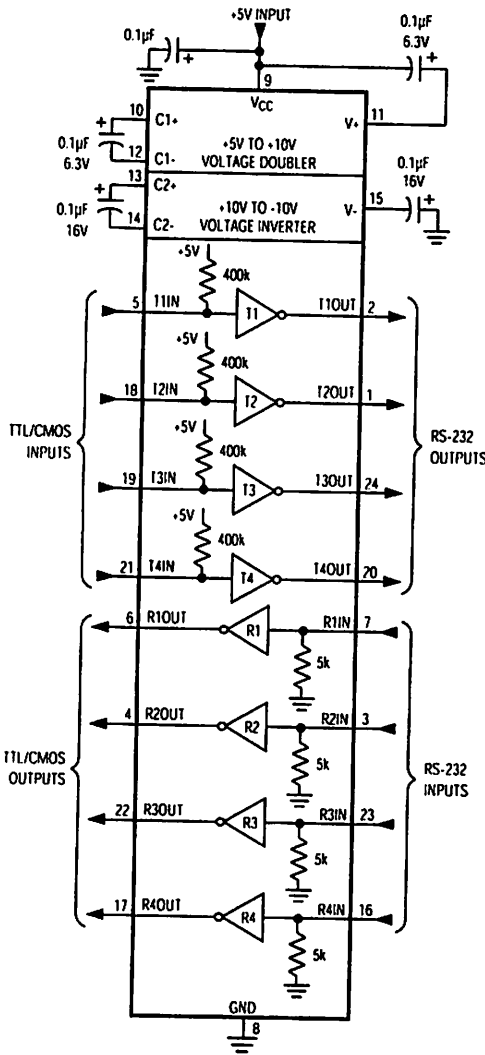 +5V INPUT
0.1µF
0.1µF
6.3V
9
VCC
10
C1+
V+
11
0.1µF
6.3V
+5V TO +10V
VOLTAGE DOUBLER
12
C1-
13
C2+
0.1µF
16V
+10V TO -10V
VOLTAGE INVERTER
V-
15
0.1µF
16V
14
C2-
+5V
400k
5
T1IN
T1
T1OUT
2
+5V
400k
18
T2IN
T2
T2OUT
1
TTL/CMOS
INPUTS
RS-232
OUTPUTS
+5V
400k
19
T3IN
T3
T3OUT
24
+5V
400k
21
T4IN
T4
T4OUT
20
6
R1OUT
R1
R1IN
7
5k
4
R2OUT
R2
R2IN
3
5k
TTL/CMOS
OUTPUTS
RS-232
INPUTS
22
R3OUT
R3
R3IN
23
5k
17
R4OUT
R4
R4IN
16
5k
GND
8